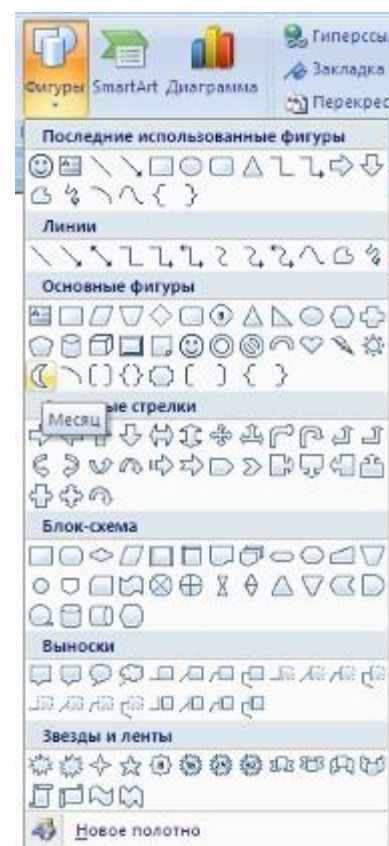 Гиперссы
Закладка
Перекрес
Фигуры SmartArt Диаграмма
Последние использованные фигуры
Линии
Основные фигуры
ые стрелки
Месяц
Блок-схема
Выноски
Звезды и ленты
Новое полотно